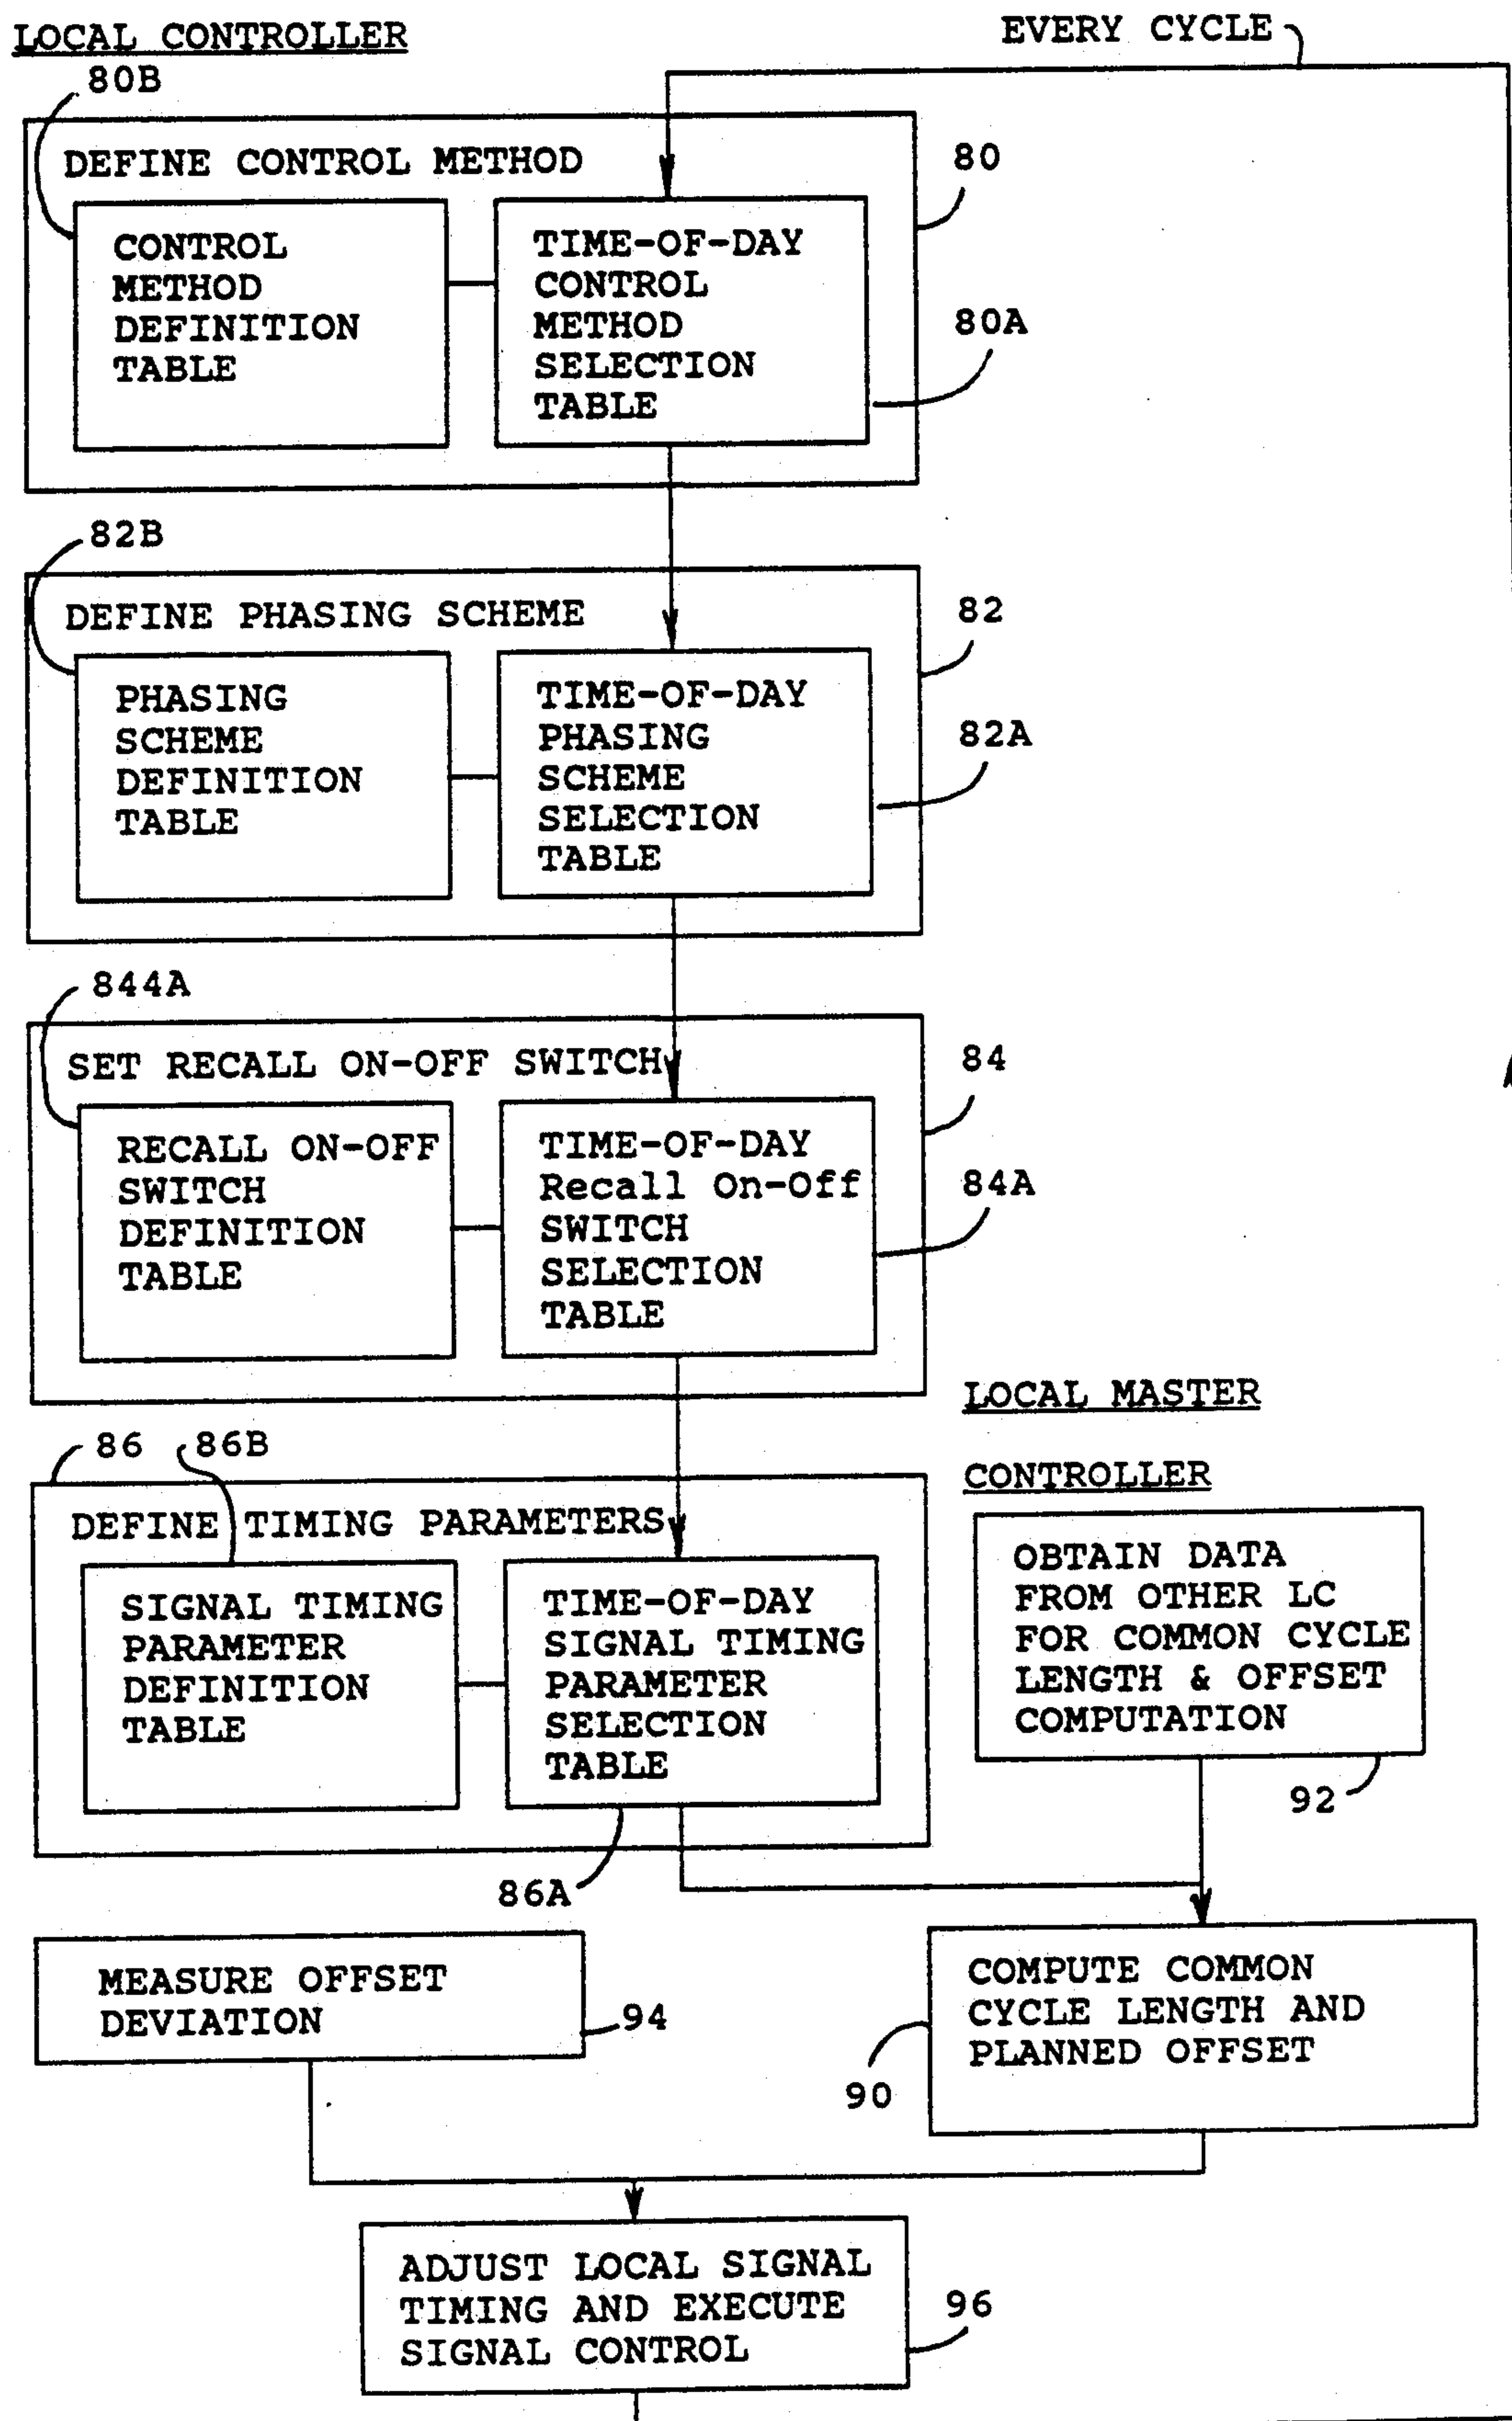 LOCAL CONTROLLER
EVERY CYCLE
80B
DEFINE CONTROL METHOD
80
CONTROL
METHOD
DEFINITION
TABLE
TIME-OF-DAY
CONTROL
METHOD
SELECTION
TABLE
80A
82B
DEFINE PHASING SCHEME
82
PHASING
SCHEME
DEFINITION
TABLE
TIME-OF-DAY
PHASING
SCHEME
SELECTION
TABLE
82A
844A
SET RECALL ON-OFF SWITCH
84
RECALL ON-OFF
SWITCH
DEFINITION
TABLE
TIME-OF-DAY
Recall On-Off
SWITCH
SELECTION
TABLE
84A
LOCAL MASTER
CONTROLLER
86 86B
DEFINE TIMING PARAMETERS
SIGNAL TIMING
PARAMETER
DEFINITION
TABLE
TIME-OF-DAY
SIGNAL TIMING
PARAMETER
SELECTION
TABLE
86A
OBTAIN DATA
FROM OTHER LC
FOR COMMON CYCLE
LENGTH & OFFSET
COMPUTATION
92
MEASURE OFFSET
DEVIATION
94
COMPUTE COMMON
CYCLE LENGTH AND
PLANNED OFFSET
90
ADJUST LOCAL SIGNAL
TIMING AND EXECUTE
SIGNAL CONTROL
96